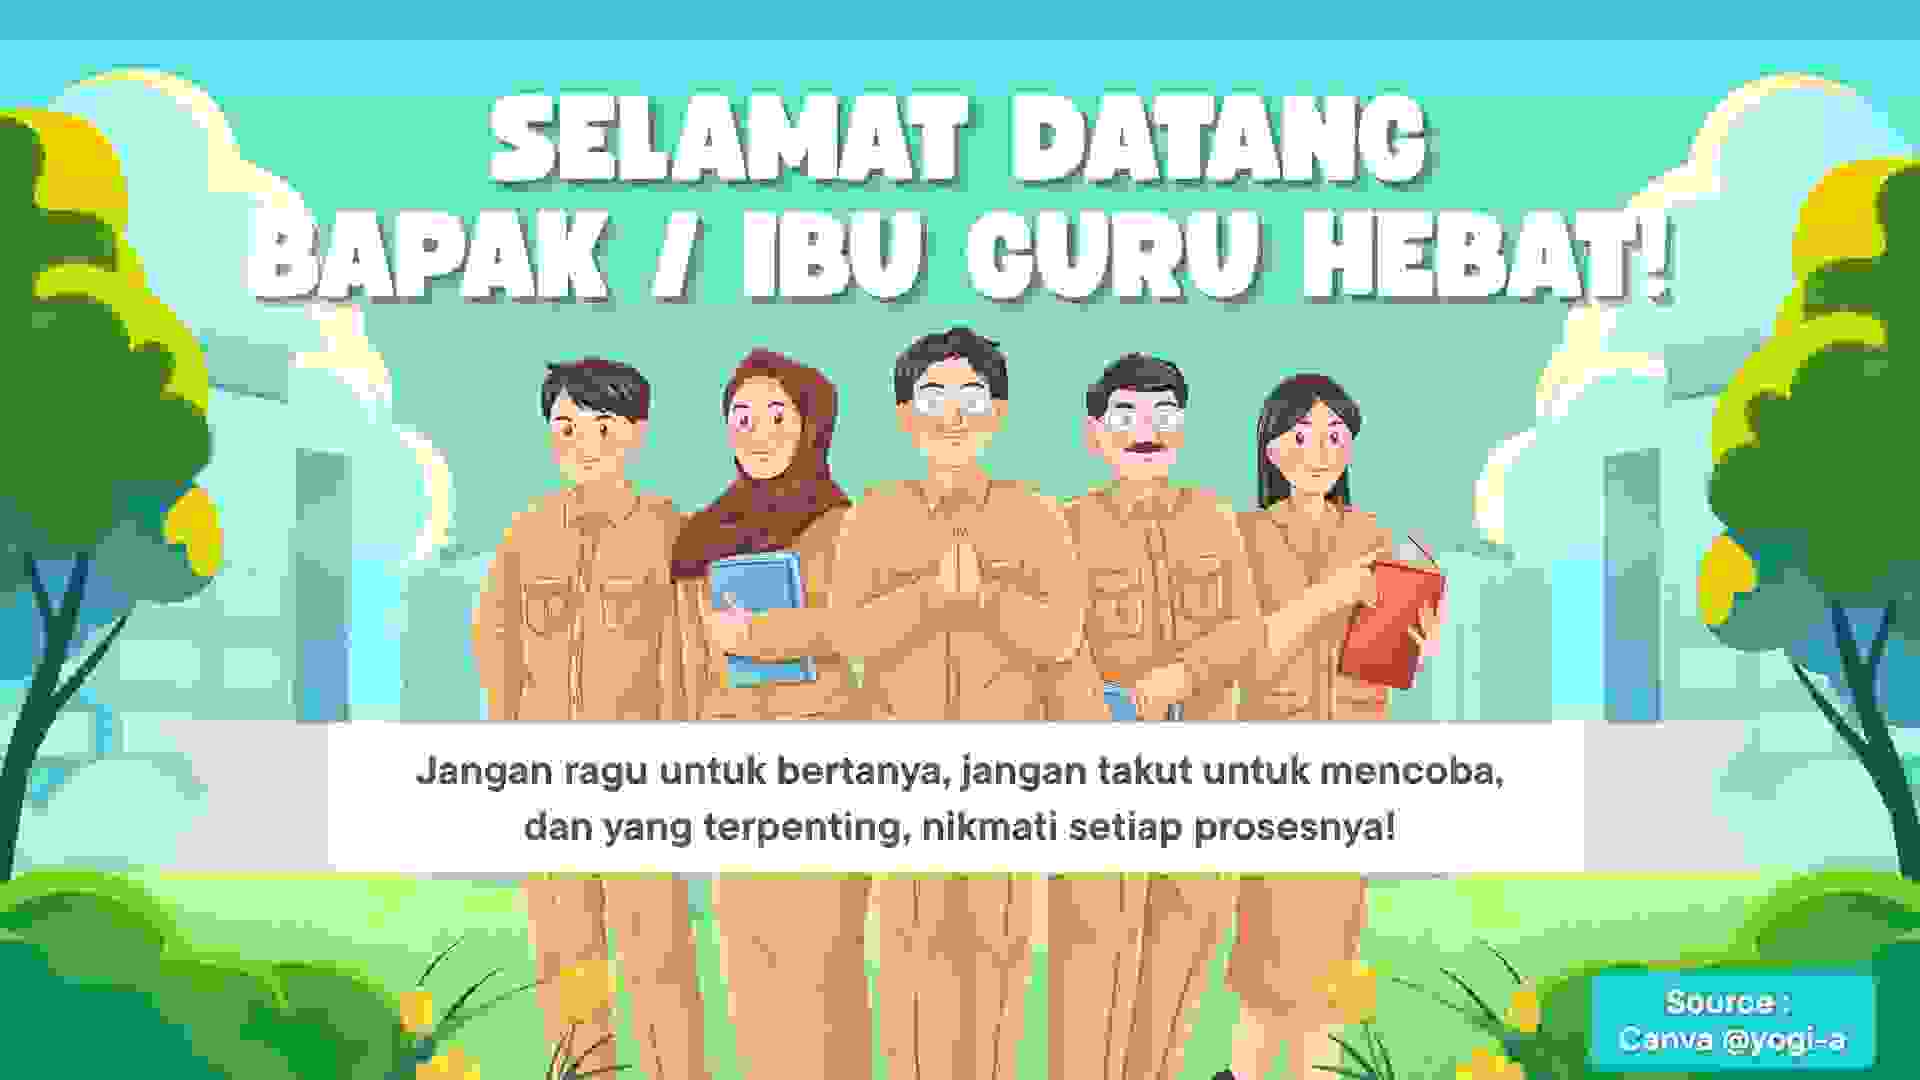 SELAMAT DATANG
BAPAK / IBU GURU HEBAT!
Jangan ragu untuk bertanya, jangan takut untuk mencoba,
dan yang terpenting, nikmati setiap prosesnya!
Source :
Canva @yogi-a